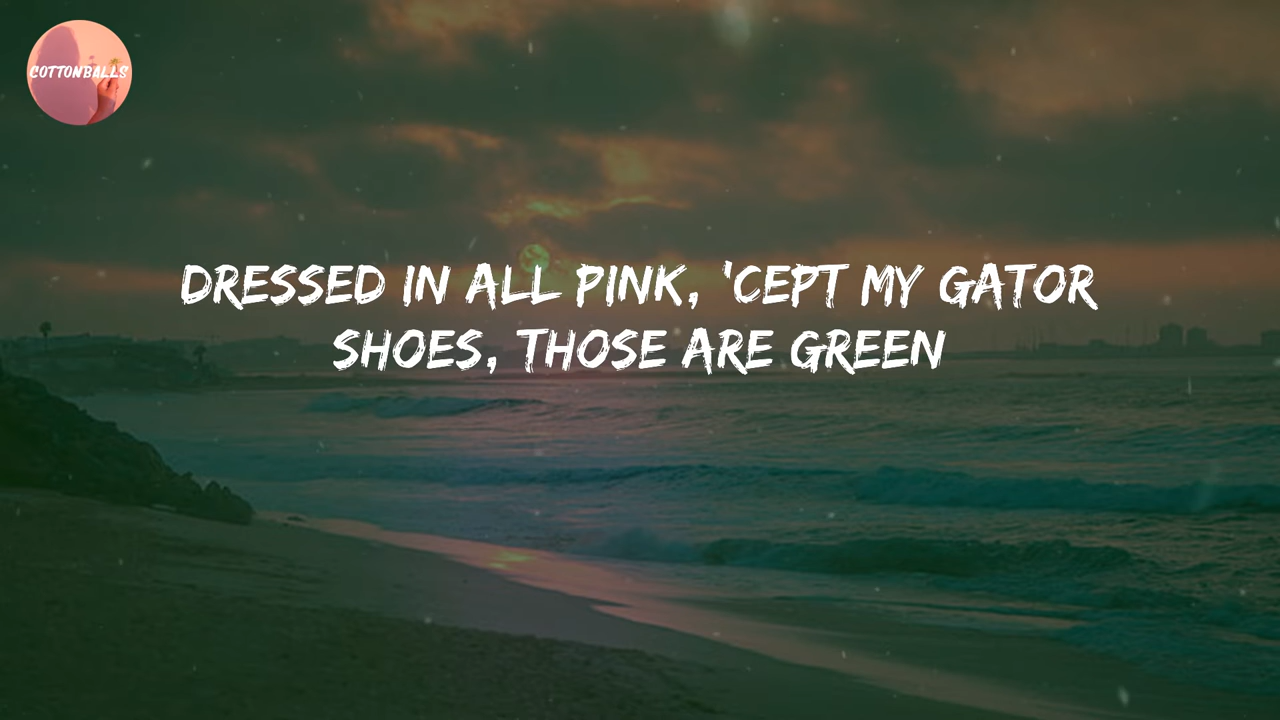 COTTONBALLS
DRESSED IN ALL PINK, 'CEPT MY GATOR
SHOES, THOSE ARE GREEN